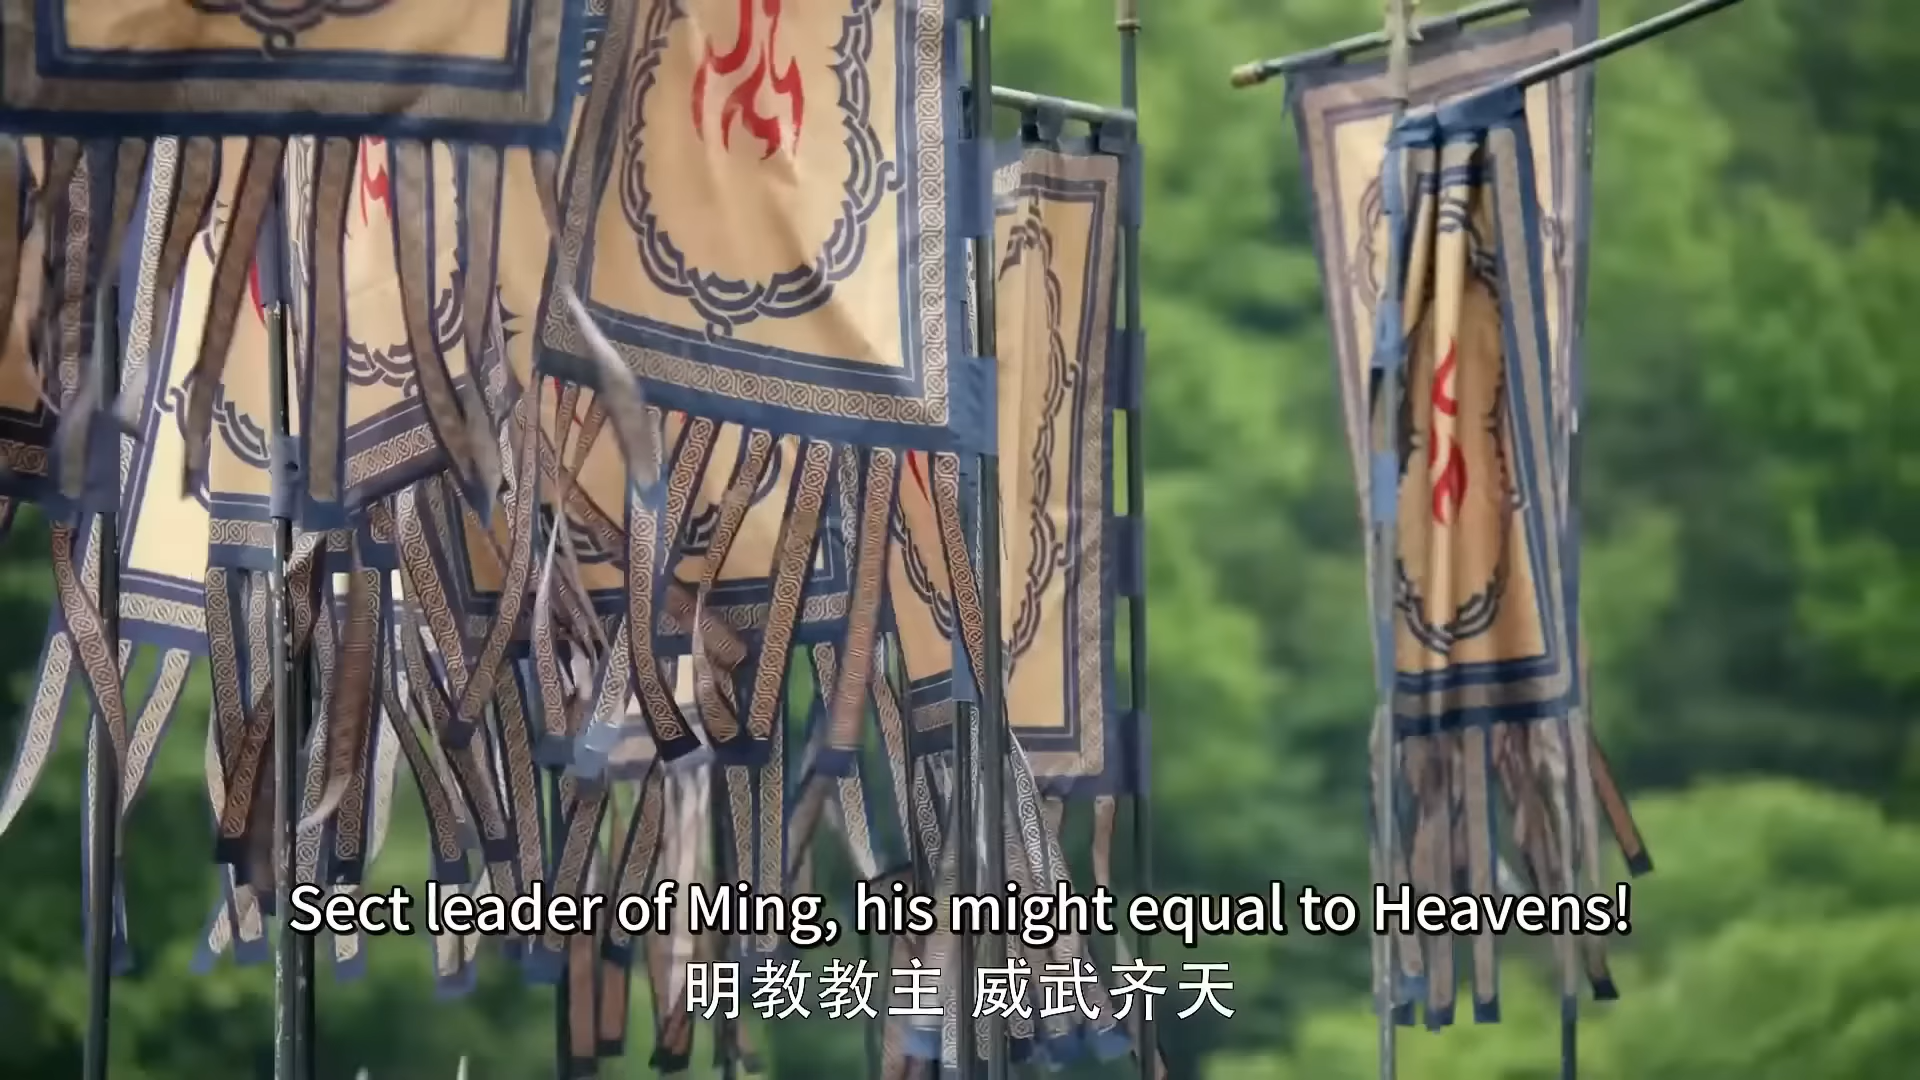 Sect leader of Ming, his might equal to Heavens!
明教教主 威武齐天